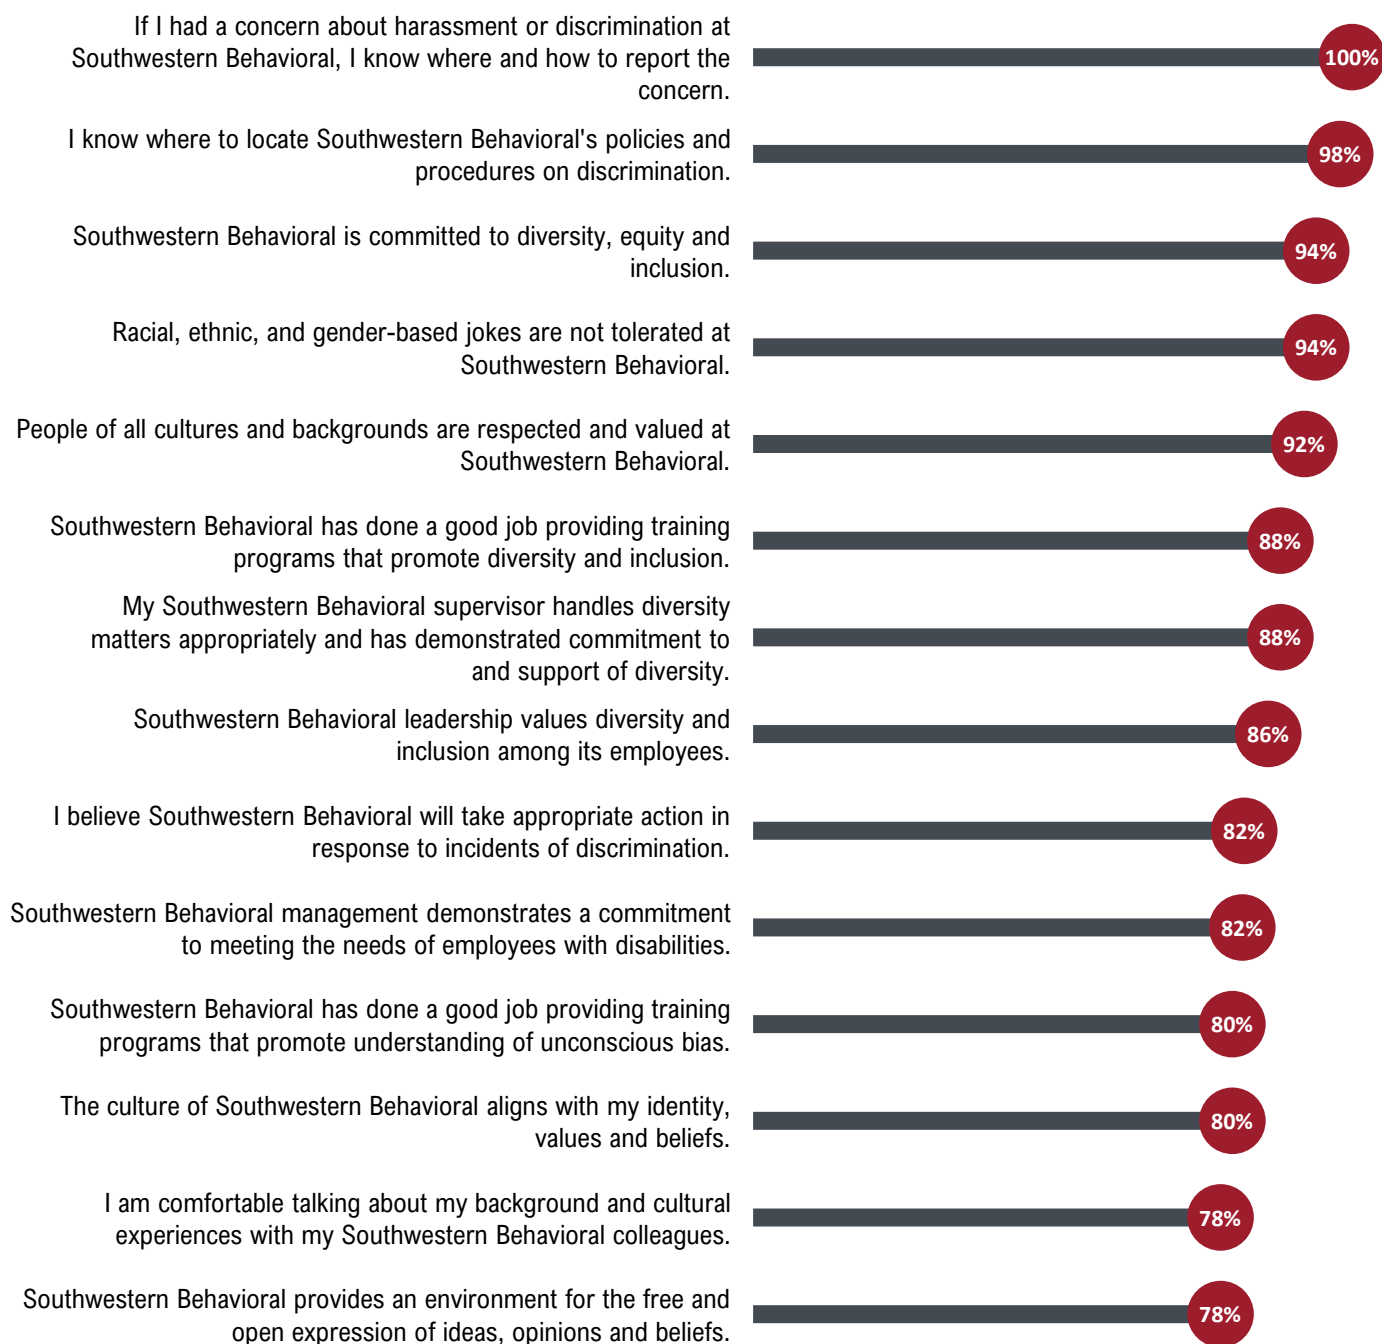 If I had a concern about harassment or discrimination at
Southwestern Behavioral, I know where and how to report the
concern.
100%
I know where to locate Southwestern Behavioral's policies and
procedures on discrimination.
98%
Southwestern Behavioral is committed to diversity, equity and
inclusion.
94%
Racial, ethnic, and gender-based jokes are not tolerated at
Southwestern Behavioral.
94%
People of all cultures and backgrounds are respected and valued at
Southwestern Behavioral.
92%
Southwestern Behavioral has done a good job providing training
programs that promote diversity and inclusion.
88%
My Southwestern Behavioral supervisor handles diversity
matters appropriately and has demonstrated commitment to
and support of diversity.
88%
Southwestern Behavioral leadership values diversity and
inclusion among its employees.
86%
I believe Southwestern Behavioral will take appropriate action in
response to incidents of discrimination.
82%
Southwestern Behavioral management demonstrates a commitment
to meeting the needs of employees with disabilities.
82%
Southwestern Behavioral has done a good job providing training
programs that promote understanding of unconscious bias.
80%
The culture of Southwestern Behavioral aligns with my identity,
values and beliefs.
80%
I am comfortable talking about my background and cultural
experiences with my Southwestern Behavioral colleagues.
78%
Southwestern Behavioral provides an environment for the free and
open expression of ideas, opinions and beliefs.
78%